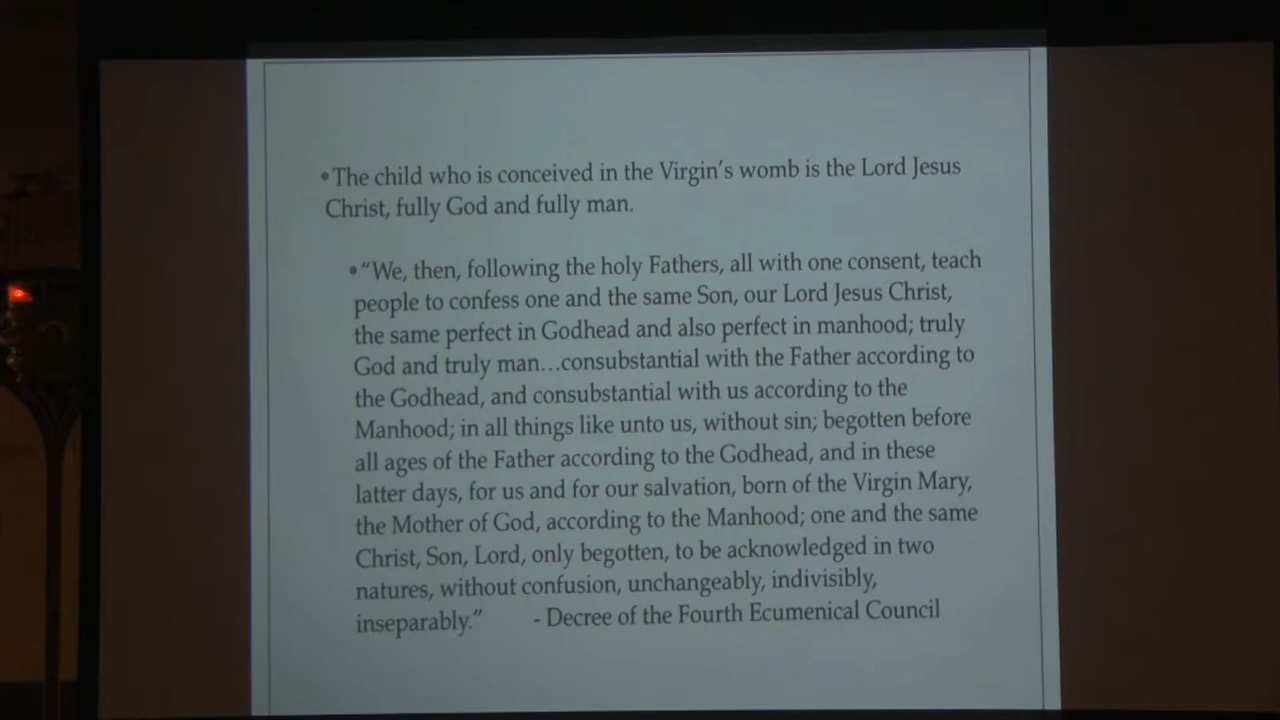 •The child who is conceived in the Virgin's womb is the Lord Jesus
Christ, fully God and fully man.
•“We, then, following the holy Fathers, all with one consent, teach
people to confess one and the same Son, our Lord Jesus Christ,
the same perfect in Godhead and also perfect in manhood; truly
God and truly man…consubstantial with the Father according to
the Godhead, and consubstantial with us according to the
Manhood; in all things like unto us, without sin; begotten before
all ages of the Father according to the Godhead, and in these
latter days, for us and for our salvation, born of the Virgin Mary,
the Mother of God, according to the Manhood; one and the same
Christ, Son, Lord, only begotten, to be acknowledged in two
natures, without confusion, unchangeably, indivisibly,
inseparably.” - Decree of the Fourth Ecumenical Council